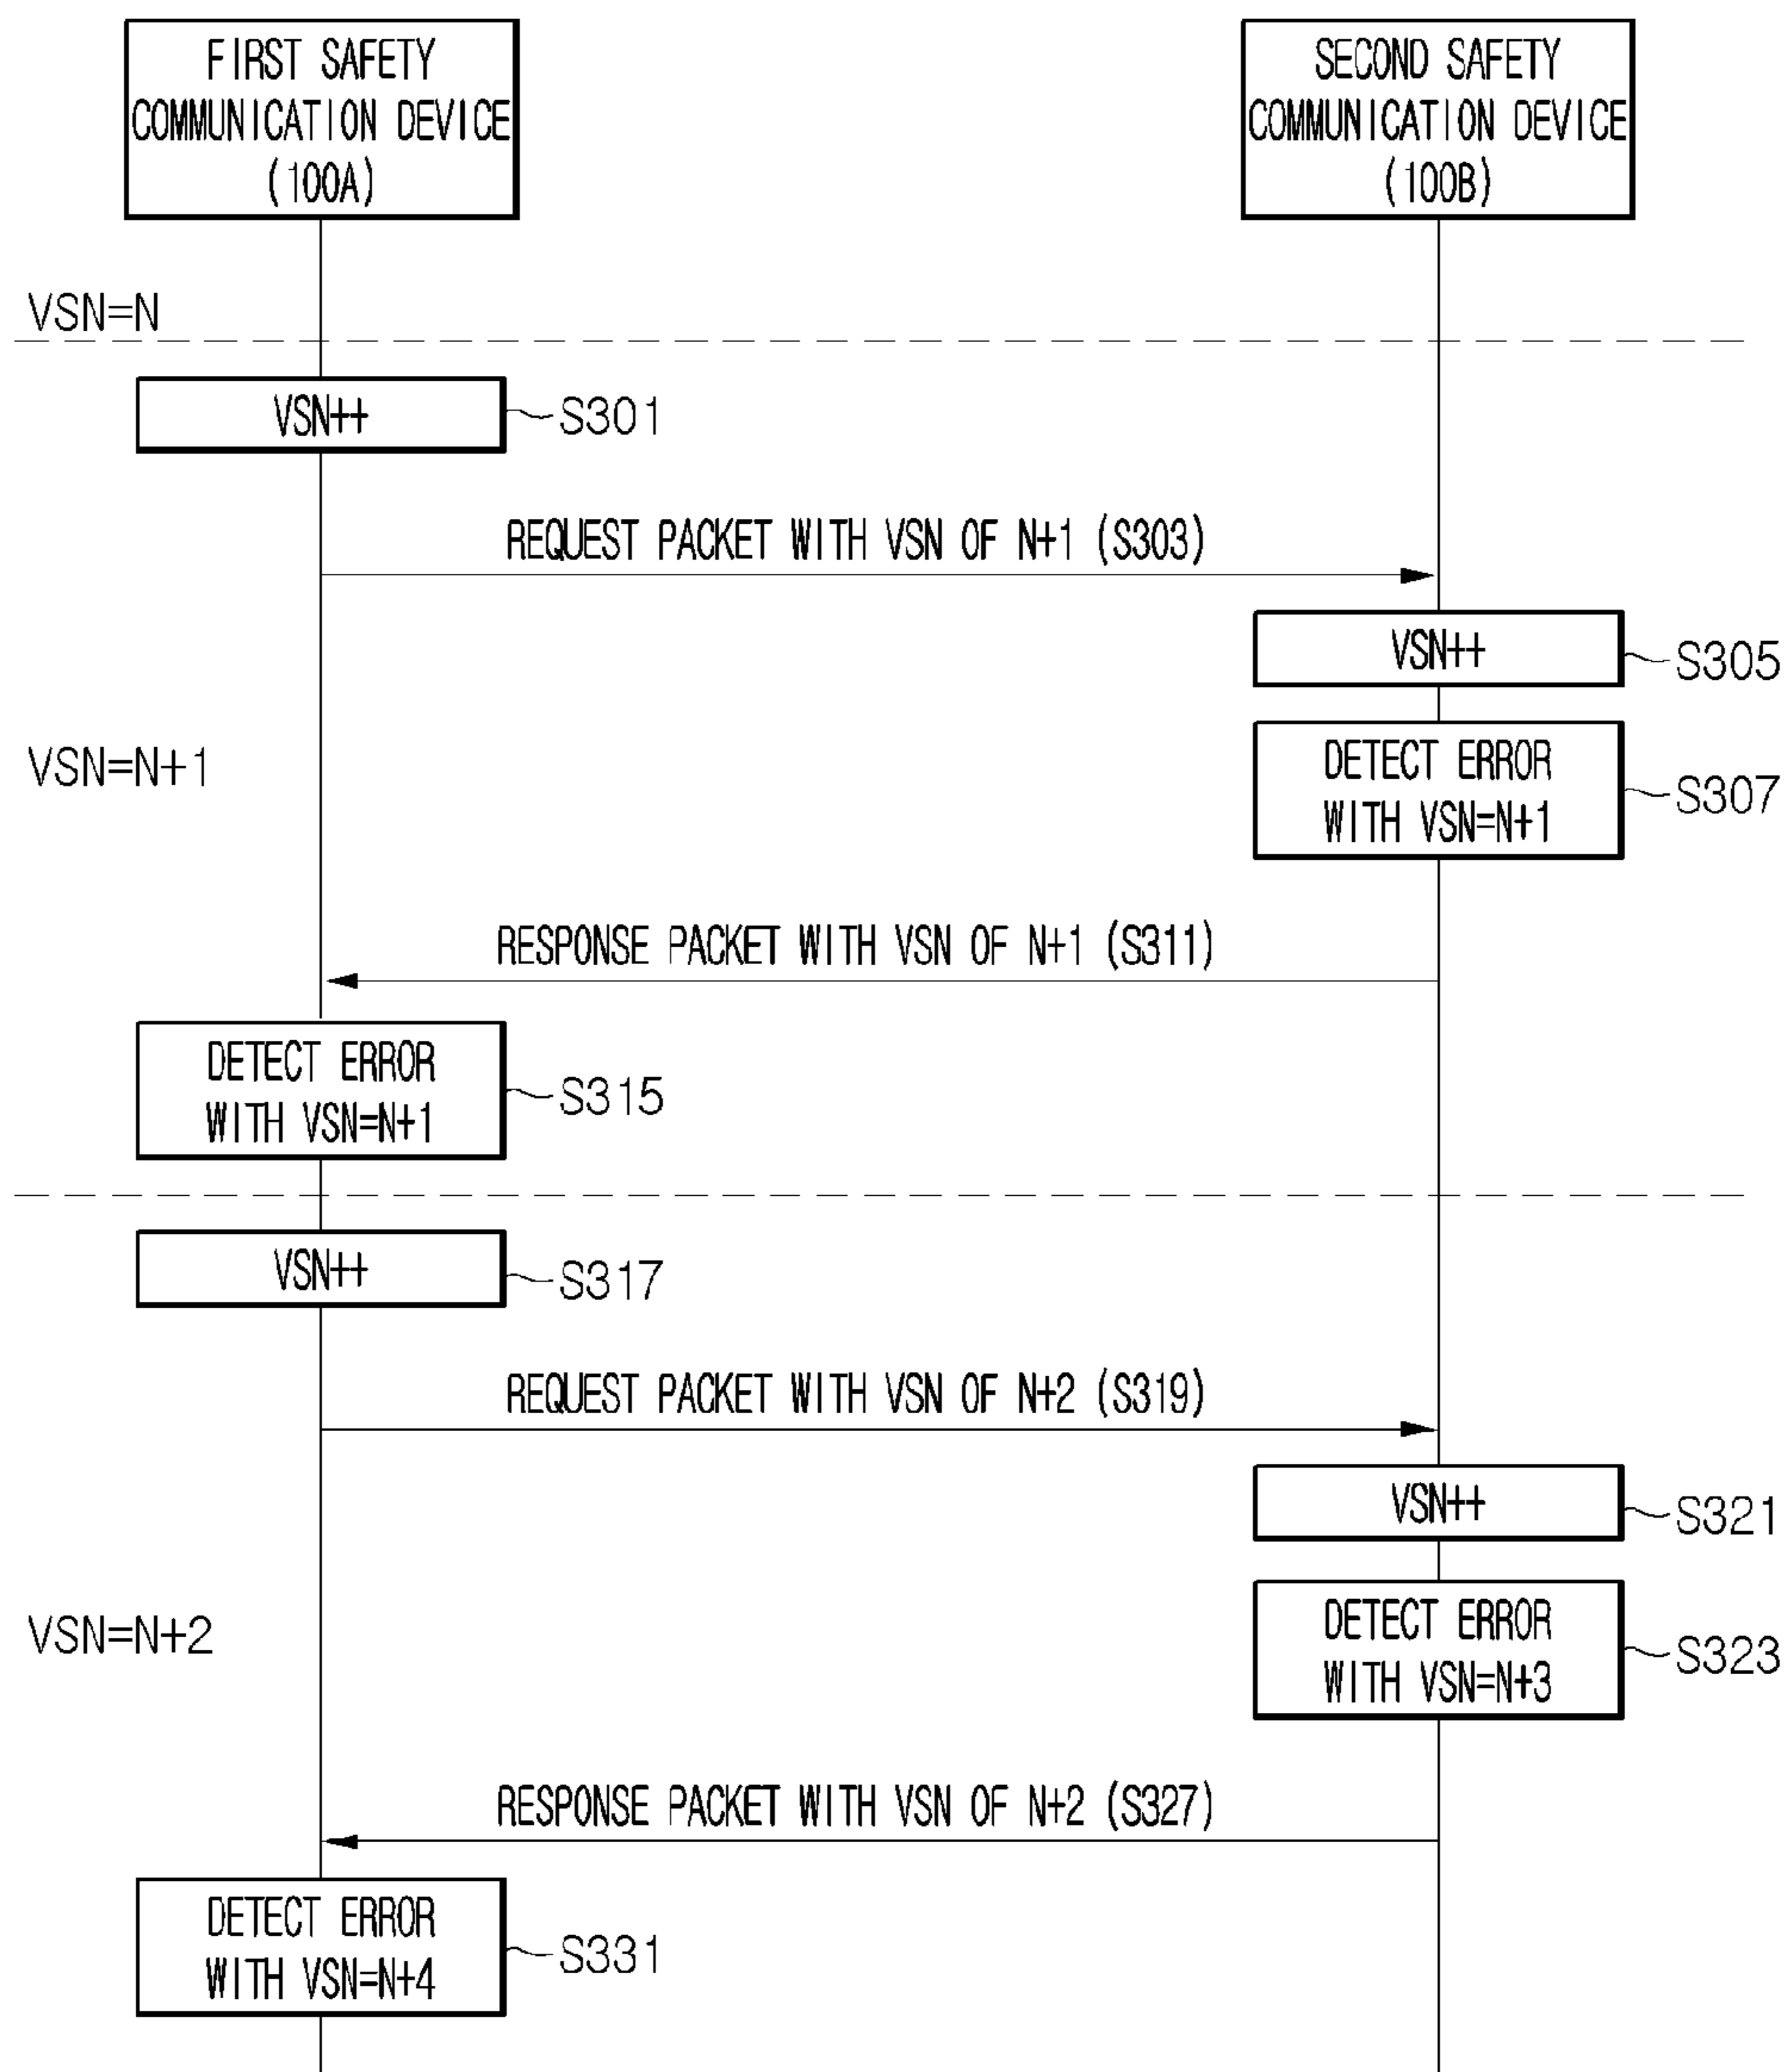 FIRST SAFETY
COMMUNICATION DEVICE
(100A)
SECOND SAFETY
COMMUNICATION DEVICE
(100B)
VSN=N
VSN++
S301
REQUEST PACKET WITH VSN OF N+1 (S303)
VSN++
S305
VSN=N+1
DETECT ERROR
WITH VSN=N+1
S307
RESPONSE PACKET WITH VSN OF N+1 (S311)
DETECT ERROR
WITH VSN=N+1
S315
VSN++
S317
REQUEST PACKET WITH VSN OF N+2 (S319)
VSN++
S321
VSN=N+2
DETECT ERROR
WITH VSN=N+3
S323
RESPONSE PACKET WITH VSN OF N+2 (S327)
DETECT ERROR
WITH VSN=N+4
S331